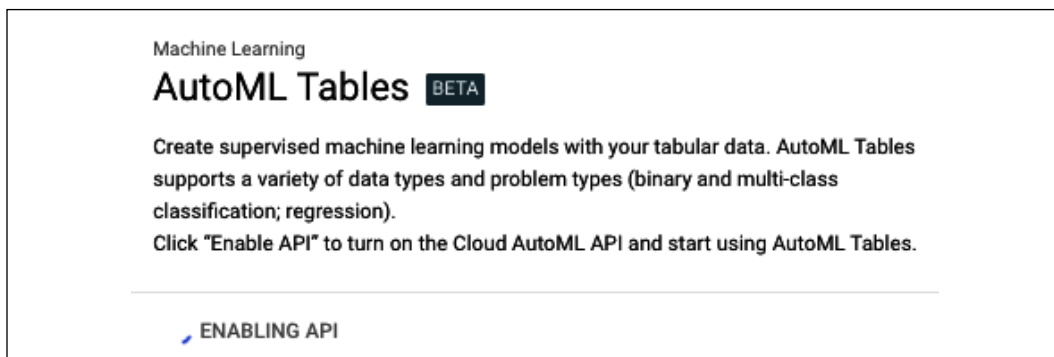 Machine Learning
AutoML Tables BETA
Create supervised machine learning models with your tabular data. AutoML Tables
supports a variety of data types and problem types (binary and multi-class
classification; regression).
Click “Enable API” to turn on the Cloud AutoML API and start using AutoML Tables.
ENABLING API